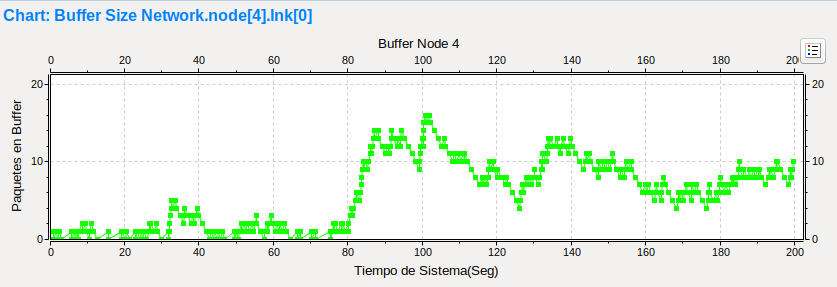 Chart: Buffer Size Network.node[4].lnk[0]
Buffer Node 4
0 20 40 60 80 100 120 140 160 180 200
20 20
Paquetes en Buffer
10 10
0 0
0 20 40 60 80 100 120 140 160 180 200
Tiempo de Sistema(Seg)